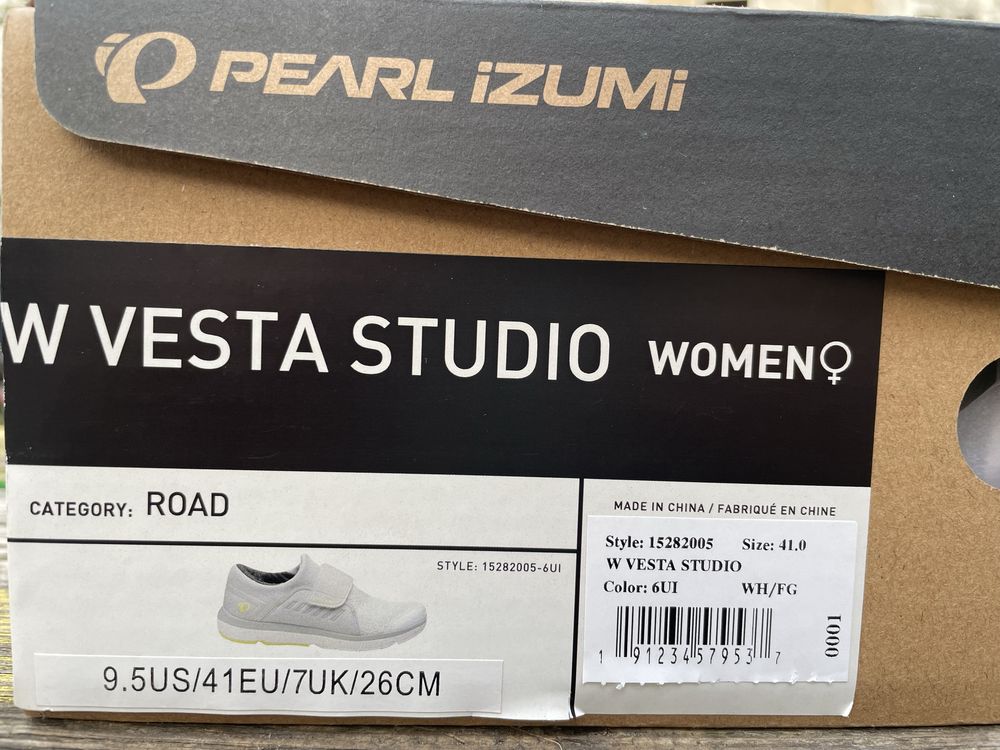 PEARL iZUMi
W VESTA STUDIO WOMEN♀
CATEGORY: ROAD
STYLE: 15282005-6UI
9.5US/41EU/7UK/26CM
MADE IN CHINA / FABRIQUÉ EN CHINE
Style: 15282005 Size: 41.0
W VESTA STUDIO
Color: 6UI WH/FG
1 91234 57953 7
0001